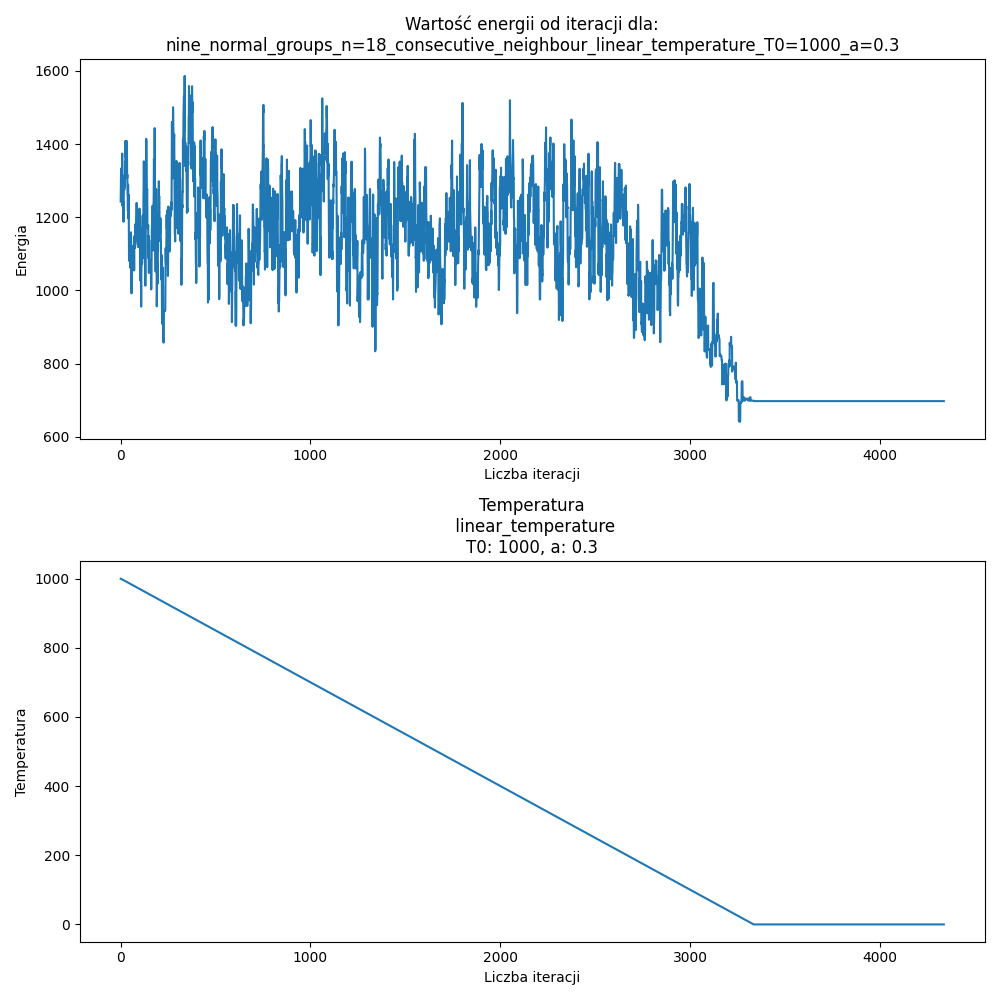 Wartość energii od iteracji dla:
nine_normal_groups_n=18_consecutive_neighbour_linear_temperature_T0=1000_a=0.3
1600
1400
1200
1000
800
600
Energia
0 1000 2000 3000 4000
Liczba iteracji
Temperatura
linear_temperature
T0: 1000, a: 0.3
1000
800
600
400
200
0
Temperatura
0 1000 2000 3000 4000
Liczba iteracji